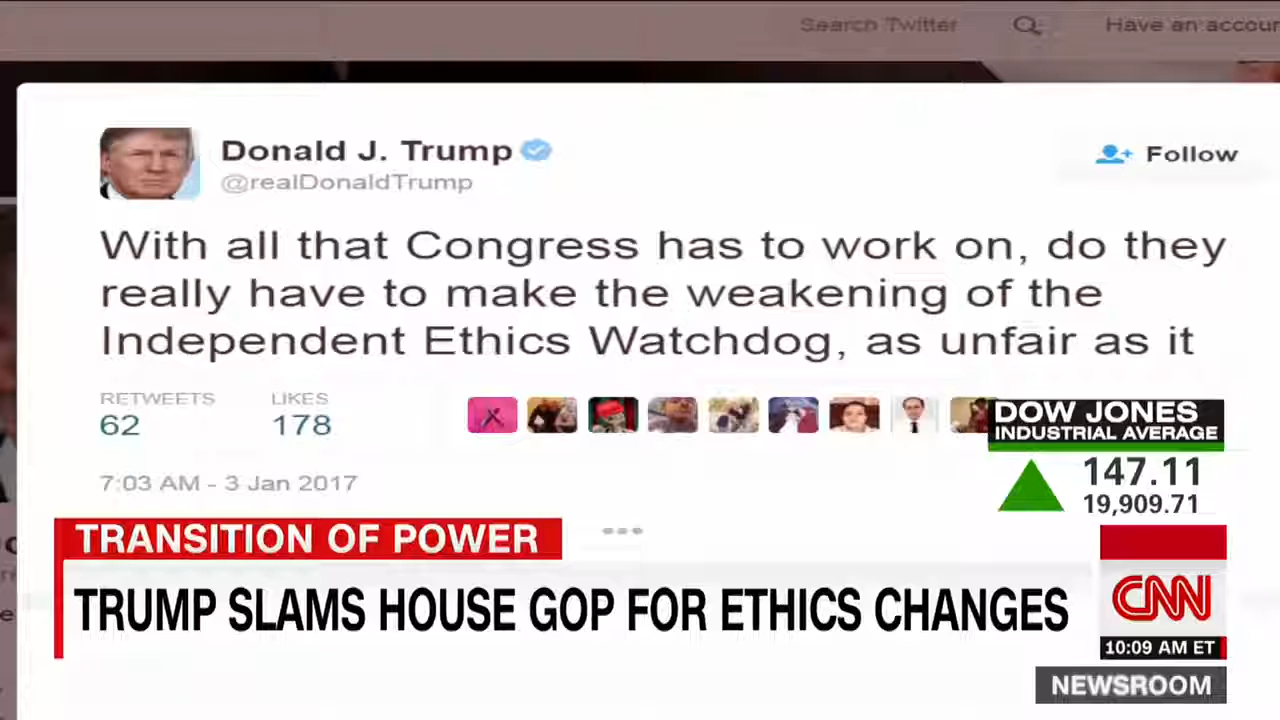 Search Twitter
Have an accoun
Donald J. Trump
@realDonaldTrump
Follow
With all that Congress has to work on, do they
really have to make the weakening of the
Independent Ethics Watchdog, as unfair as it
RETWEETS
LIKES
62
178
7:03 AM - 3 Jan 2017
DOW JONES
INDUSTRIAL AVERAGE
147.11
19,909.71
TRANSITION OF POWER
TRUMP SLAMS HOUSE GOP FOR ETHICS CHANGES
CNN
10:09 AM ET
NEWSROOM